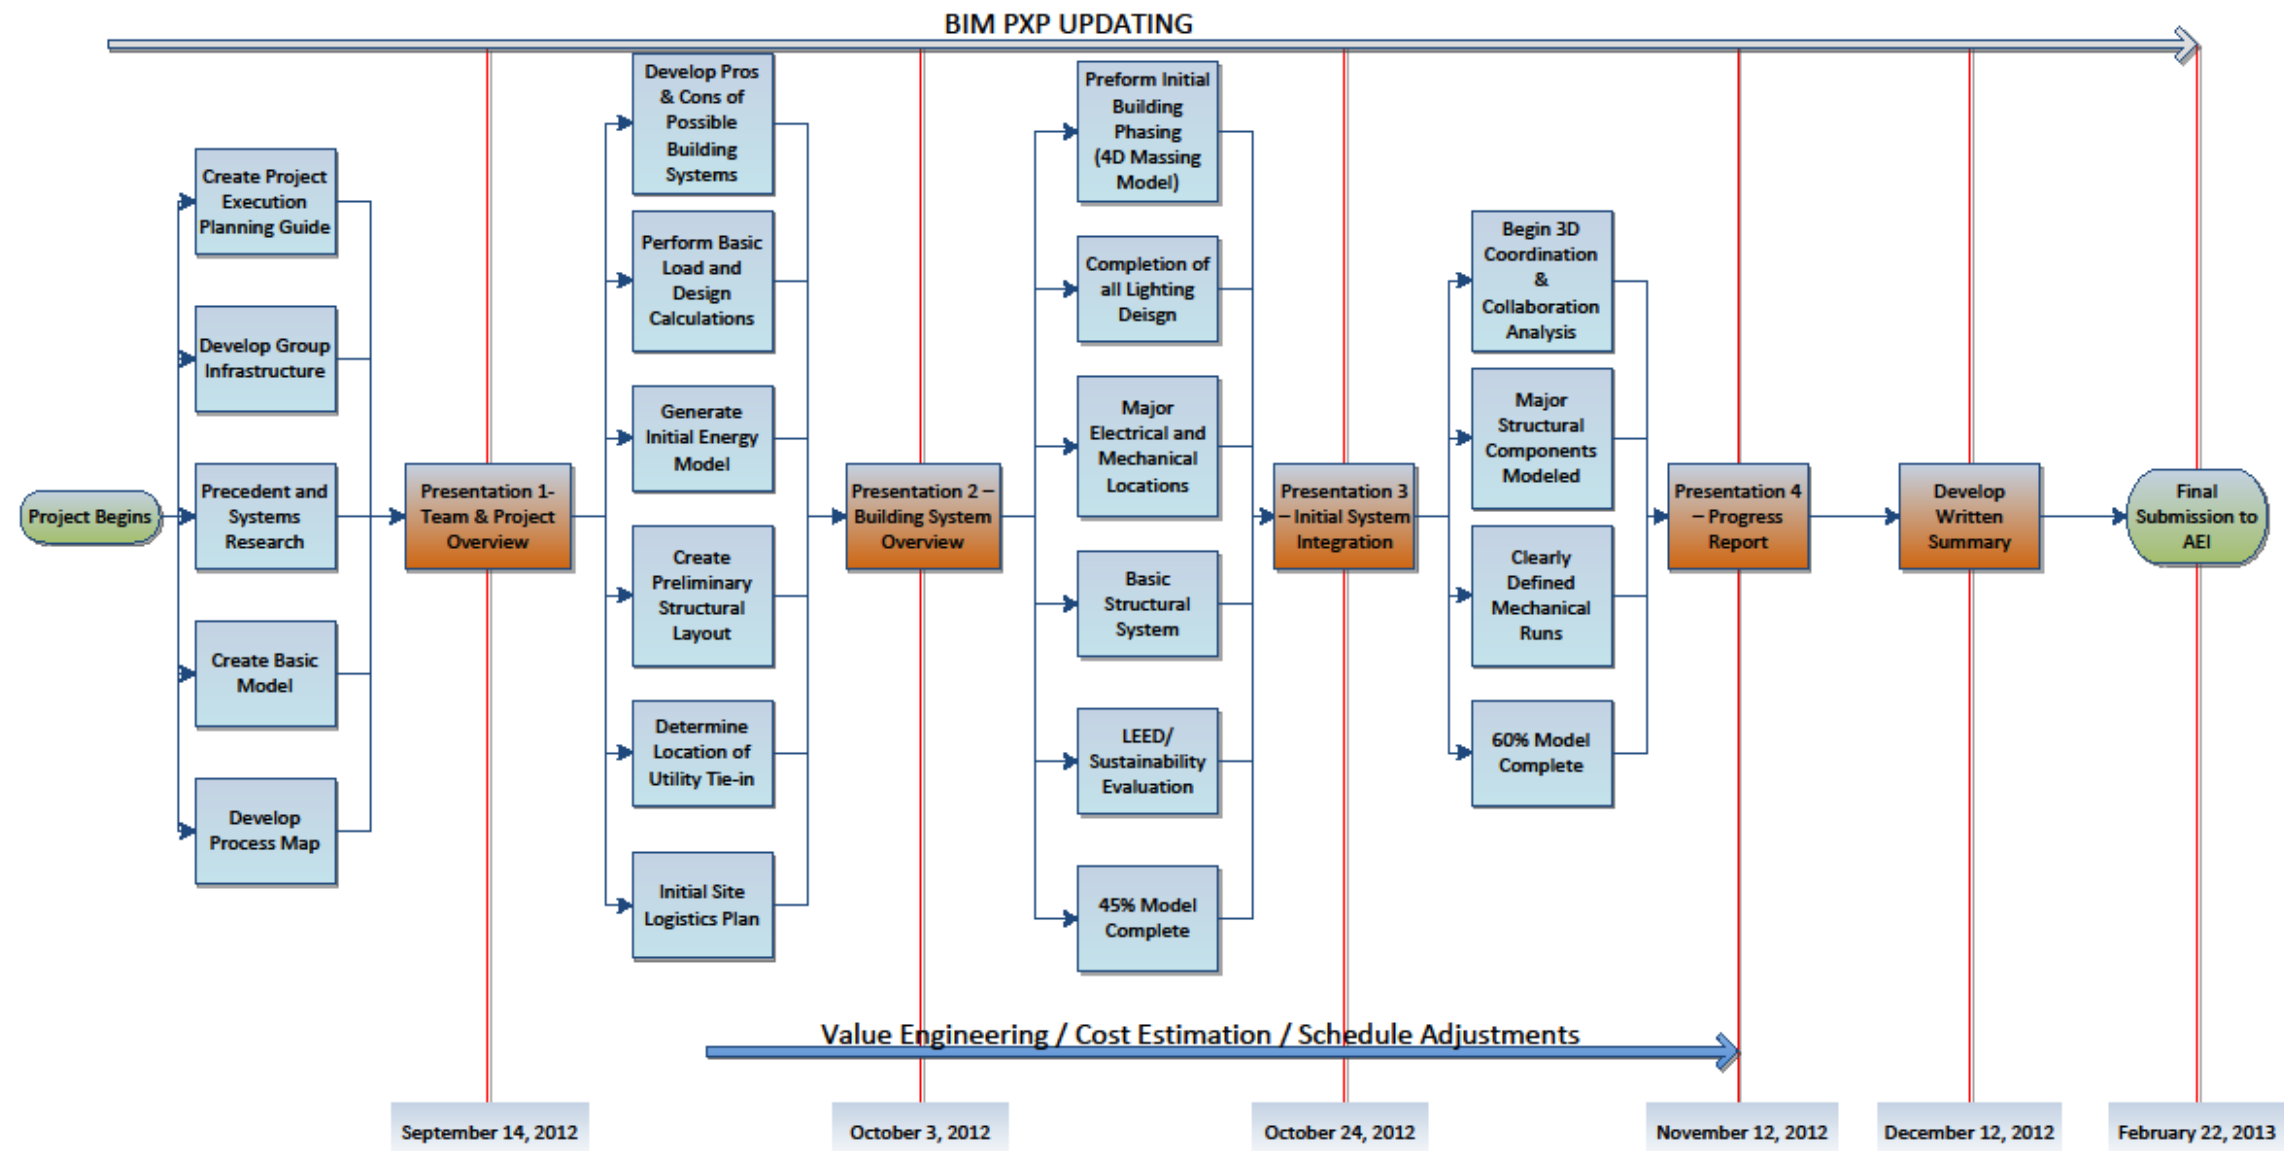 BIM PXP UPDATING
Project Begins
Create Project
Execution
Planning Guide
Develop Group
Infrastructure
Precedent and
Systems
Research
Create Basic
Model
Develop
Process Map
Presentation 1-
Team & Project
Overview
Develop Pros
& Cons of
Possible
Building
Systems
Perform Basic
Load and
Design
Calculations
Generate
Initial Energy
Model
Create
Preliminary
Structural
Layout
Determine
Location of
Utility Tie-in
Initial Site
Logistics Plan
Presentation 2 –
Building System
Overview
Preform Initial
Building
Phasing
(4D Massing
Model)
Completion of
all Lighting
Deisgn
Major
Electrical and
Mechanical
Locations
Basic
Structural
System
LEED/
Sustainability
Evaluation
45% Model
Complete
Presentation 3
– Initial System
Integration
Begin 3D
Coordination
&
Collaboration
Analysis
Major
Structural
Components
Modeled
Clearly
Defined
Mechanical
Runs
60% Model
Complete
Presentation 4
– Progress
Report
Develop
Written
Summary
Final
Submission to
AEI
Value Engineering / Cost Estimation / Schedule Adjustments
September 14, 2012
October 3, 2012
October 24, 2012
November 12, 2012
December 12, 2012
February 22, 2013